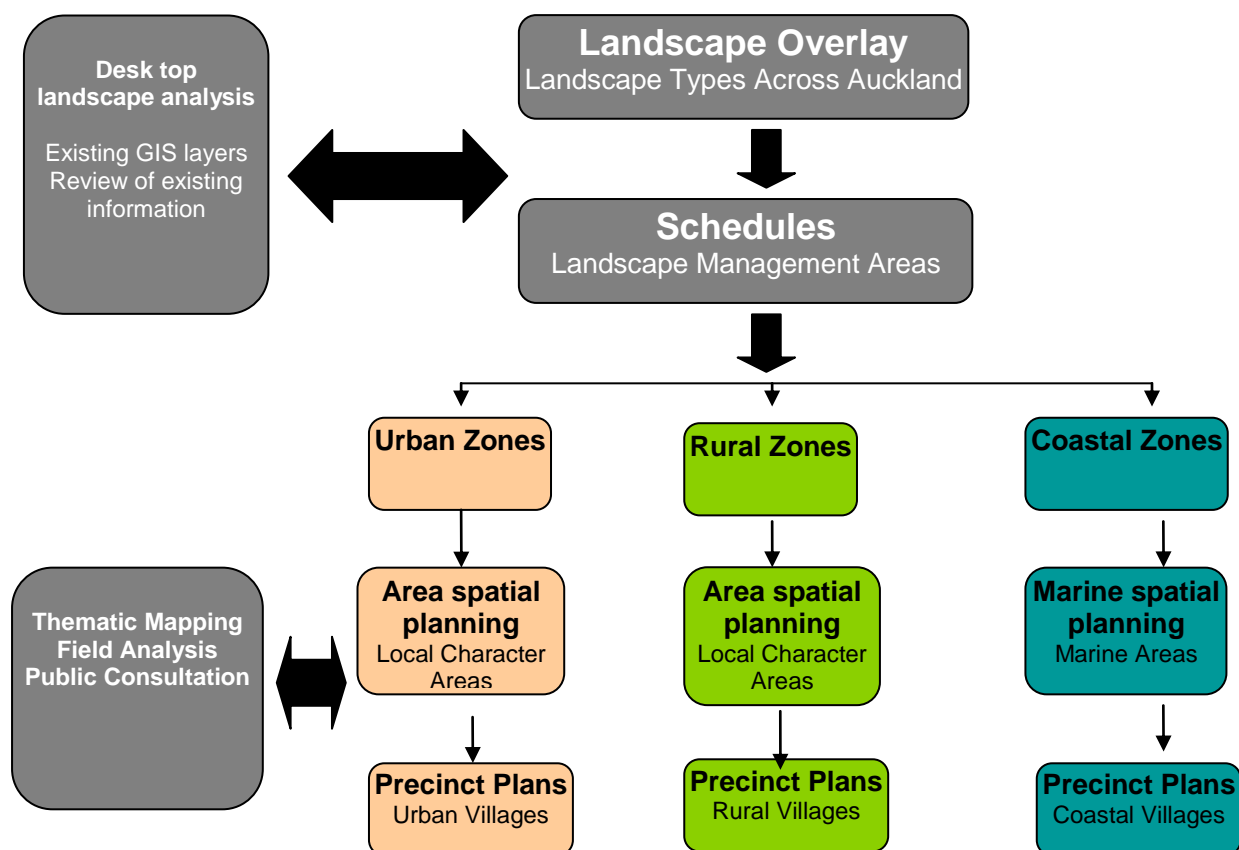 Desk top
landscape analysis
Existing GIS layers
Review of existing
information
Landscape Overlay
Landscape Types Across Auckland
Schedules
Landscape Management Areas
Urban Zones
Rural Zones
Coastal Zones
Thematic Mapping
Field Analysis
Public Consultation
Area spatial
planning
Local Character
Areas
Area spatial
planning
Local Character
Areas
Marine spatial
planning
Marine Areas
Precinct Plans
Urban Villages
Precinct Plans
Rural Villages
Precinct Plans
Coastal Villages